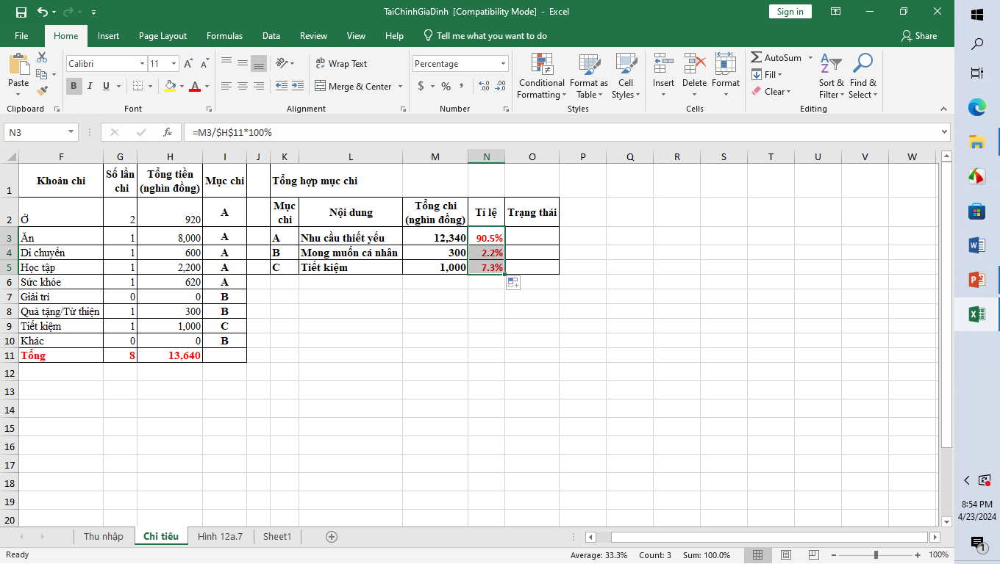 TaiChinhGiaDinh [Compatibility Mode] - Excel
Sign in
File Home Insert Page Layout Formulas Data Review View Help Tell me what you want to do Share
Paste
Clipboard
Calibri 11
B I U A
Font
Wrap Text
Merge & Center
Alignment
Percentage
$ % ,
Number
Conditional Formatting
Format as Table
Cell Styles
Styles
Insert Delete Format
Cells
AutoSum
Fill
Clear
Sort & Filter
Find & Select
Editing
N3 fx =M3/$H$11*100%
F G H I J K L M N O P Q R S T U V W
1 Khoản chi Số lần chi Tổng tiền (nghìn đồng) Mục chi Tổng hợp mục chi
2 Ở 2 920 A Mục chi Nội dung Tổng chi (nghìn đồng) Tỉ lệ Trạng thái
3 Ăn 1 8,000 A A Nhu cầu thiết yếu 12,340 90.5%
4 Di chuyển 1 600 A B Mong muốn cá nhân 300 2.2%
5 Học tập 1 2,200 A C Tiết kiệm 1,000 7.3%
6 Sức khỏe 1 620 A
7 Giải trí 0 0 B
8 Quà tặng/Từ thiện 1 300 B
9 Tiết kiệm 1 1,000 C
10 Khác 0 0 B
11 Tổng 8 13,640
12
13
14
15
16
17
18
19
20
Thu nhập Chi tiêu Hình 12a.7 Sheet1
Ready Average: 33.3% Count: 3 Sum: 100.0% 100%
8:54 PM
4/23/2024
1